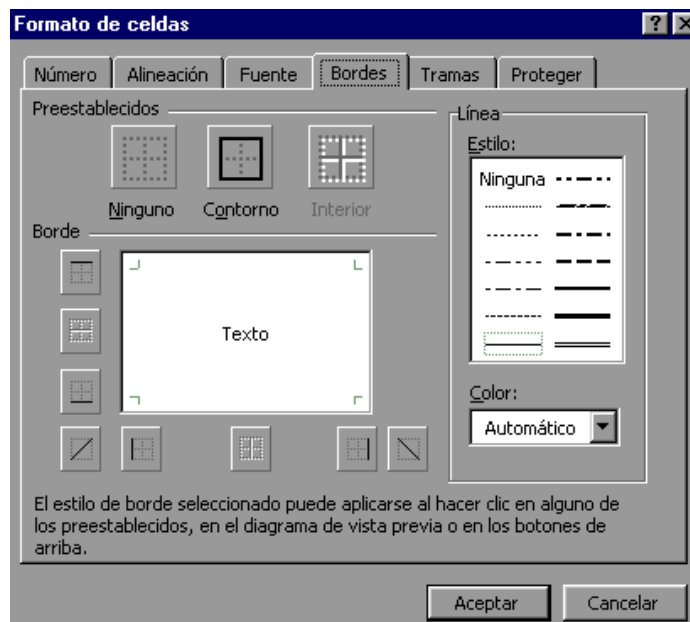 Formato de celdas
Número Alineación Fuente Bordes Tramas Proteger
Preestablecidos
Ninguno Contorno Interior
Borde
Texto
Línea
Estilo:
Ninguna
Color:
Automático
El estilo de borde seleccionado puede aplicarse al hacer clic en alguno de
los preestablecidos, en el diagrama de vista previa o en los botones de
arriba.
Aceptar Cancelar